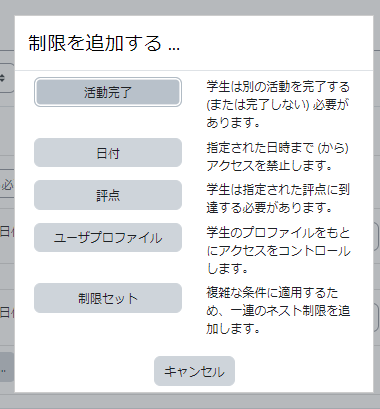 制限を追加する ...
活動完了
学生は別の活動を完了する
(または完了しない) 必要が
あります。
日付
指定された日時まで (から)
アクセスを禁止します。
評点
学生は指定された評点に到
達する必要があります。
ユーザプロファイル
学生のプロファイルをもと
にアクセスをコントロール
します。
制限セット
複雑な条件に適用するた
め、一連のネスト制限を追
加します。
キャンセル
必
日付
日付